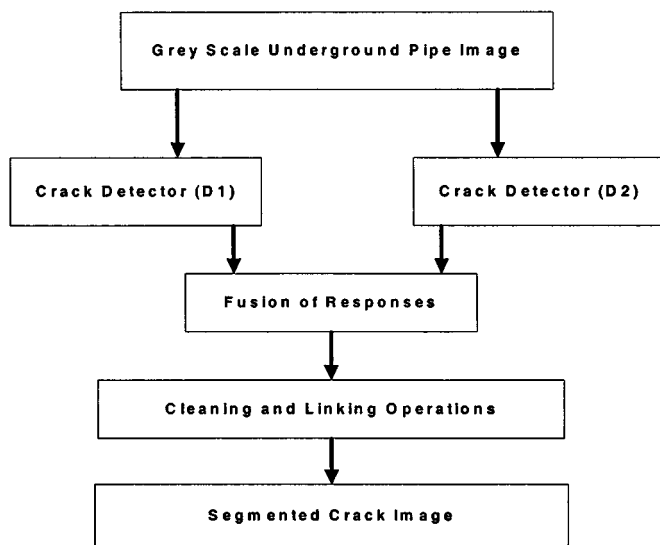 Grey Scale Underground Pipe Image
Crack Detector (D1)
Crack Detector (D2)
Fusion of Responses
Cleaning and Linking Operations
Segmented Crack Image